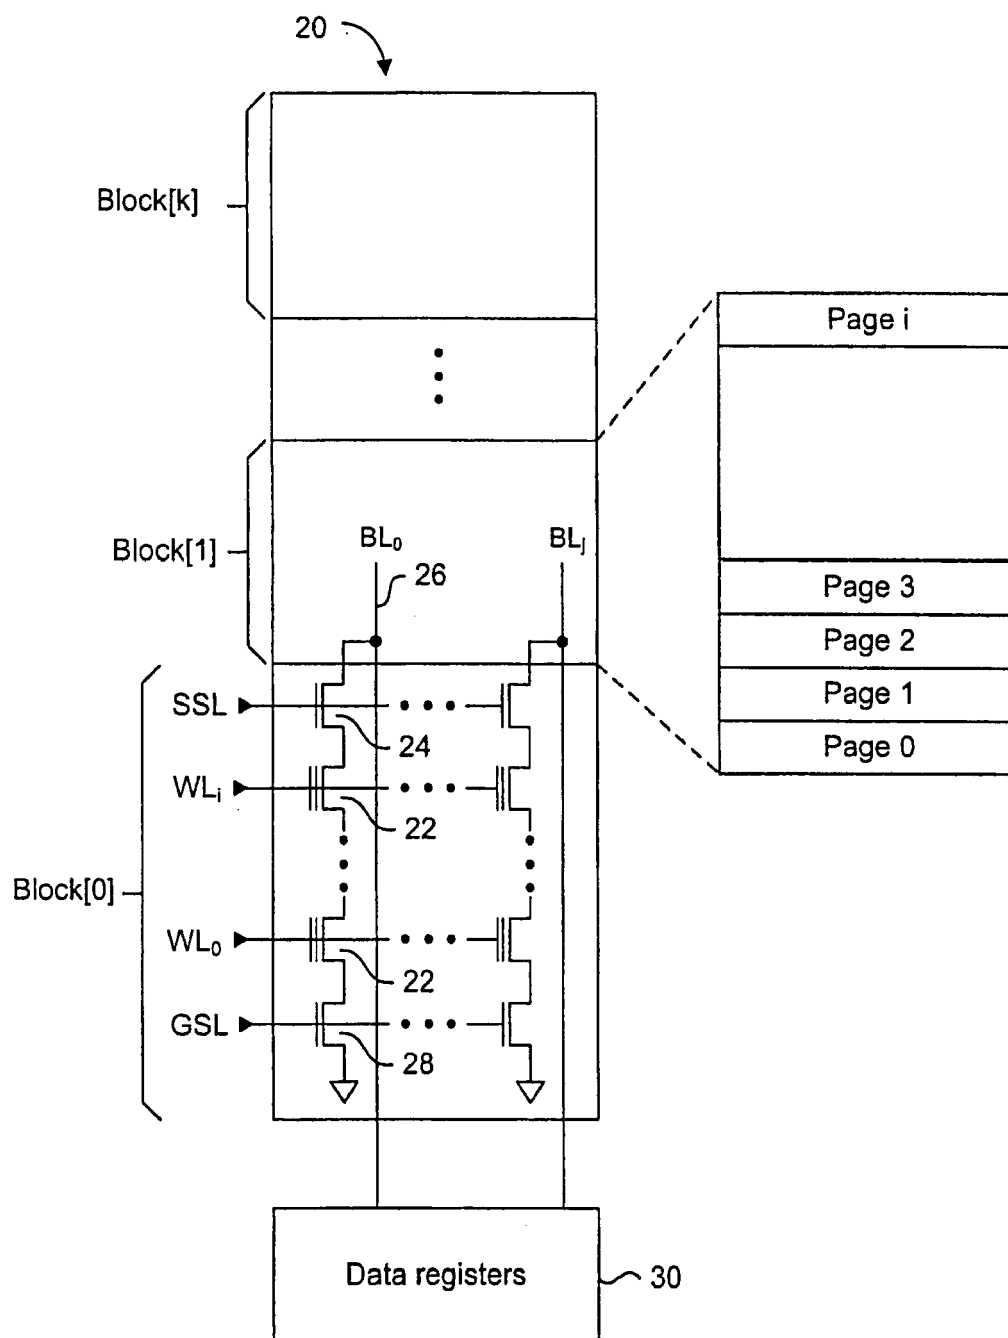 20
Block[k]
Page i
Block[1]
BL0
BLj
26
Page 3
Page 2
Page 1
Page 0
SSL
24
WLi
22
Block[0]
WL0
22
GSL
28
Data registers
30